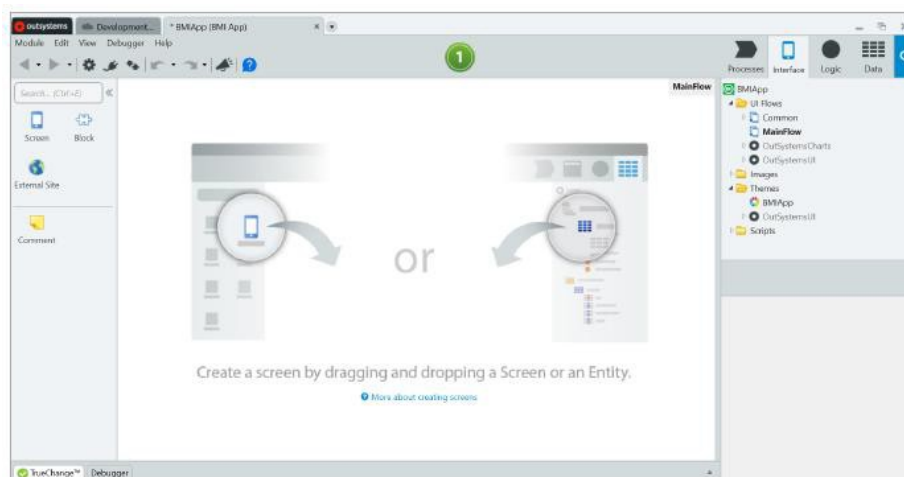 outsystems
Development...
* BMIApp (BMI App)
Module Edit View Debugger Help
1
Processes
Interface
Logic
Data
Search... (Ctrl+E)
Screen
Block
External Site
Comment
MainFlow
BMIApp
UI Flows
Common
MainFlow
OutSystemsCharts
OutSystemsUI
Images
Themes
BMIApp
OutSystemsUI
Scripts
or
Create a screen by dragging and dropping a Screen or an Entity.
More about creating screens
TrueChange™
Debugger